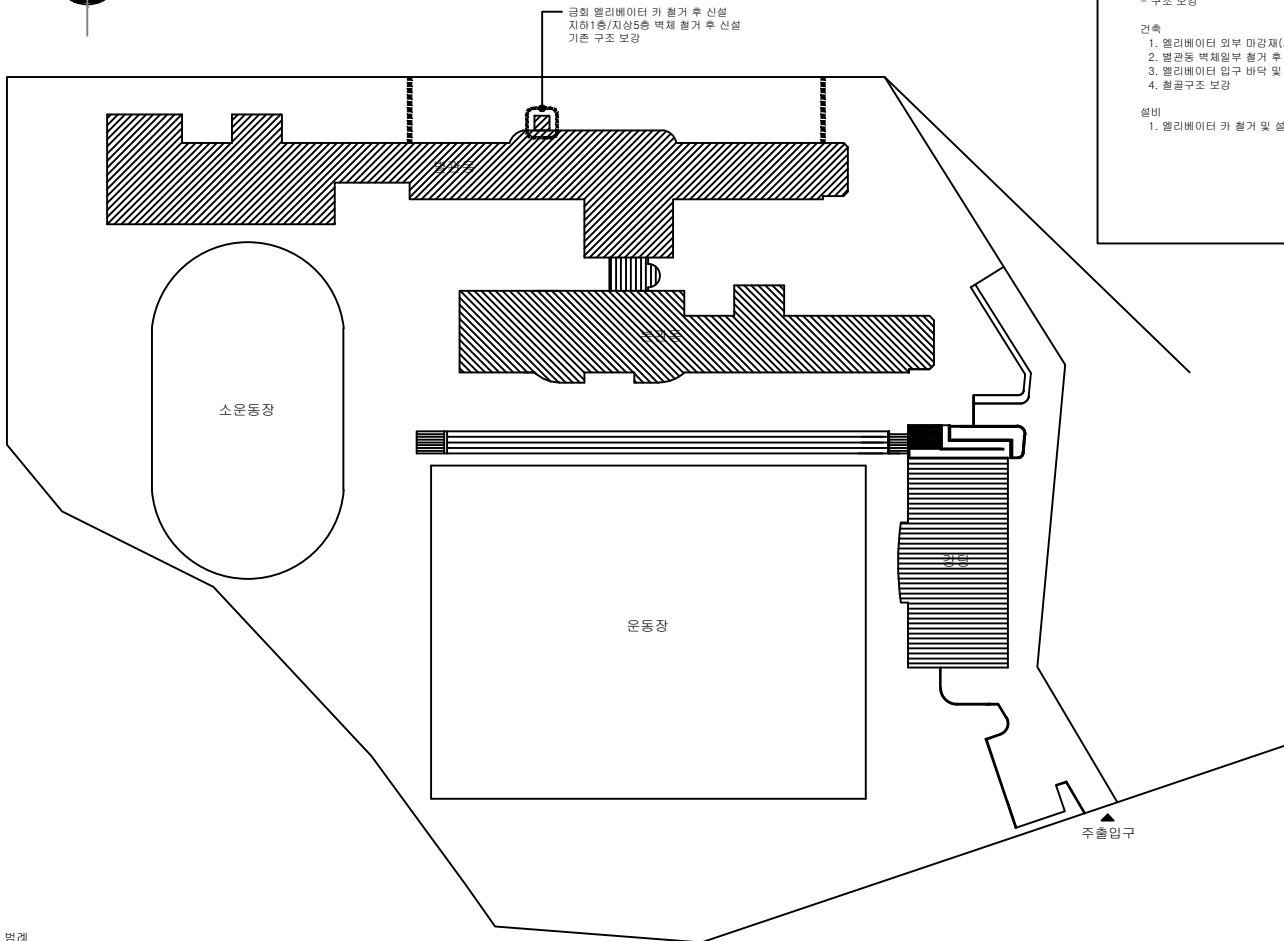 금회 엘리베이터 카 철거 후 신설
지하1층/지상5층 벽체 철거 후 신설
기존 구조 보강
- 구조 보강
건축
1. 엘리베이터 외부 마감재(
2. 별관동 벽체일부 철거 후
3. 엘리베이터 입구 바닥 및
4. 철골구조 보강
설비
1. 엘리베이터 카 철거 및 설
별관동
본관동
소운동장
강당
운동장
주출입구
범례